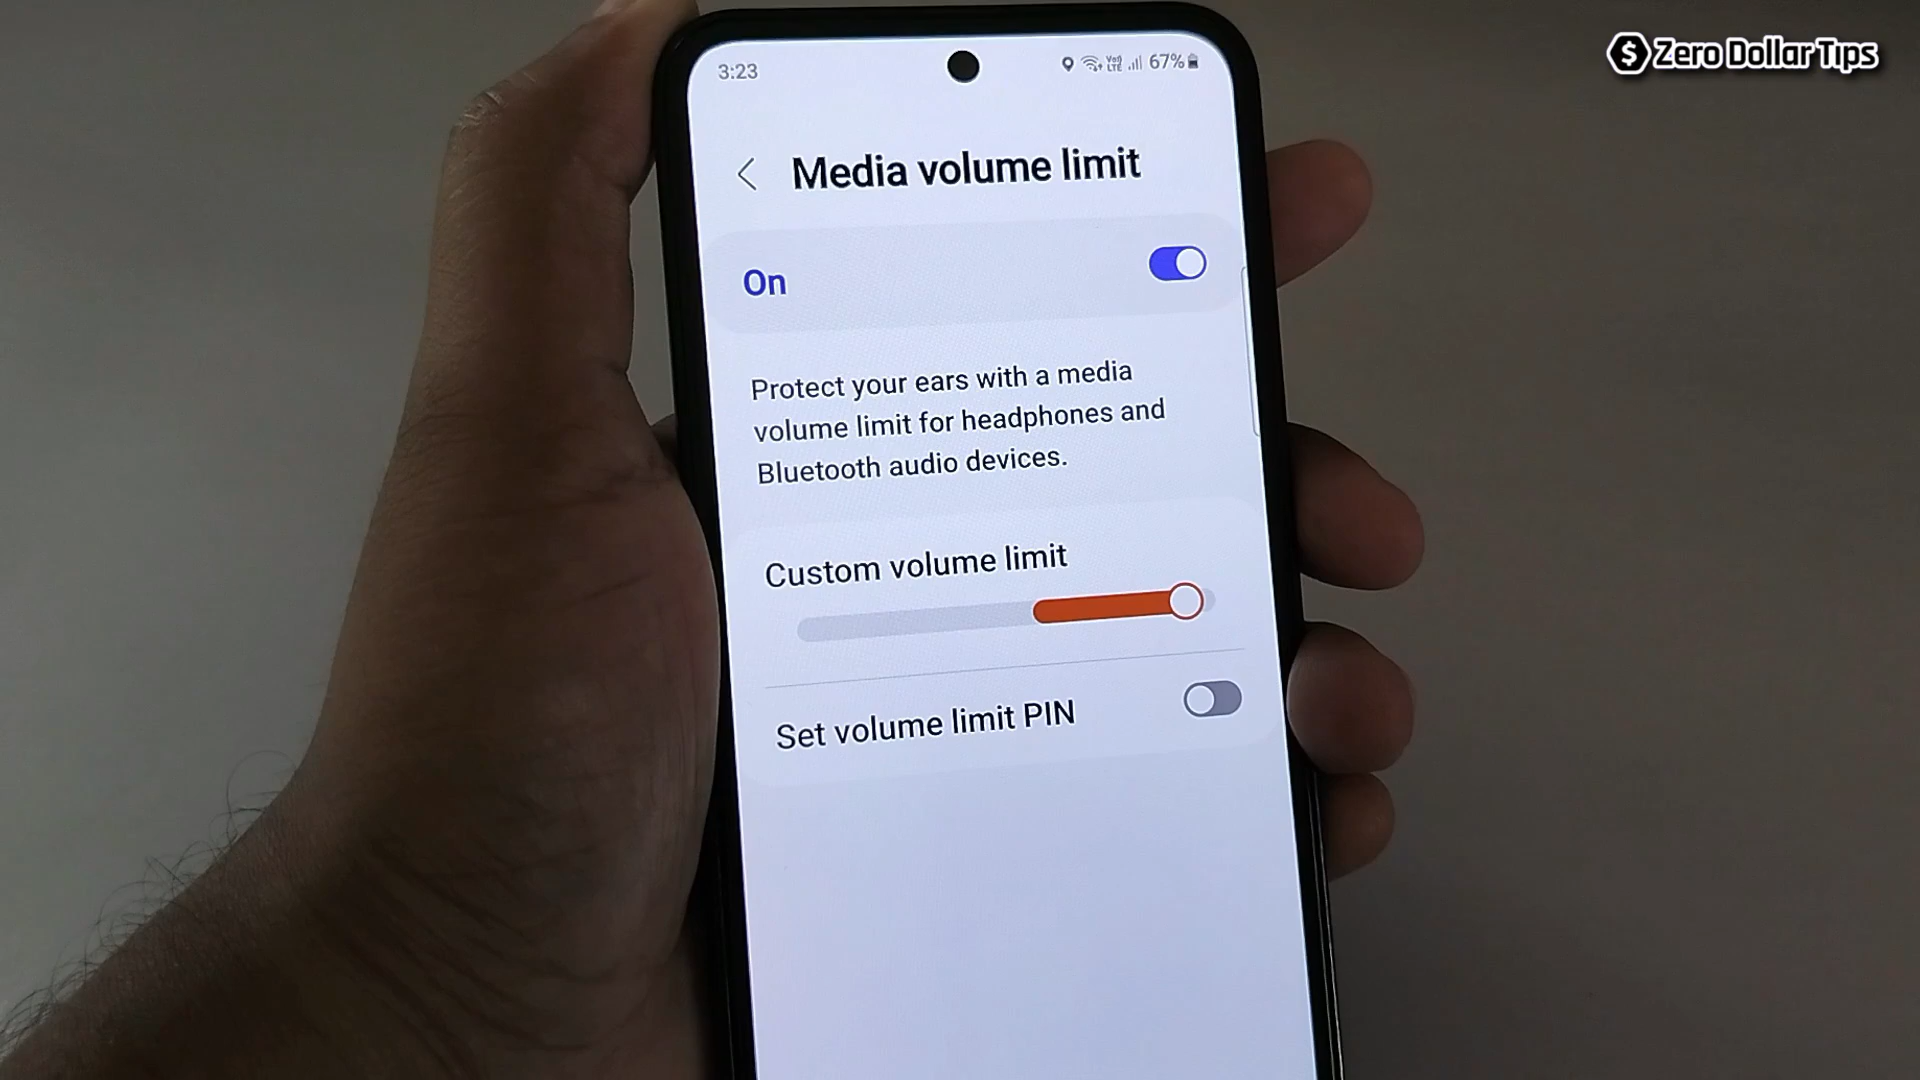 Zero Dollar Tips
3:23
67%
Media volume limit
On
Protect your ears with a media
volume limit for headphones and
Bluetooth audio devices.
Custom volume limit
Set volume limit PIN